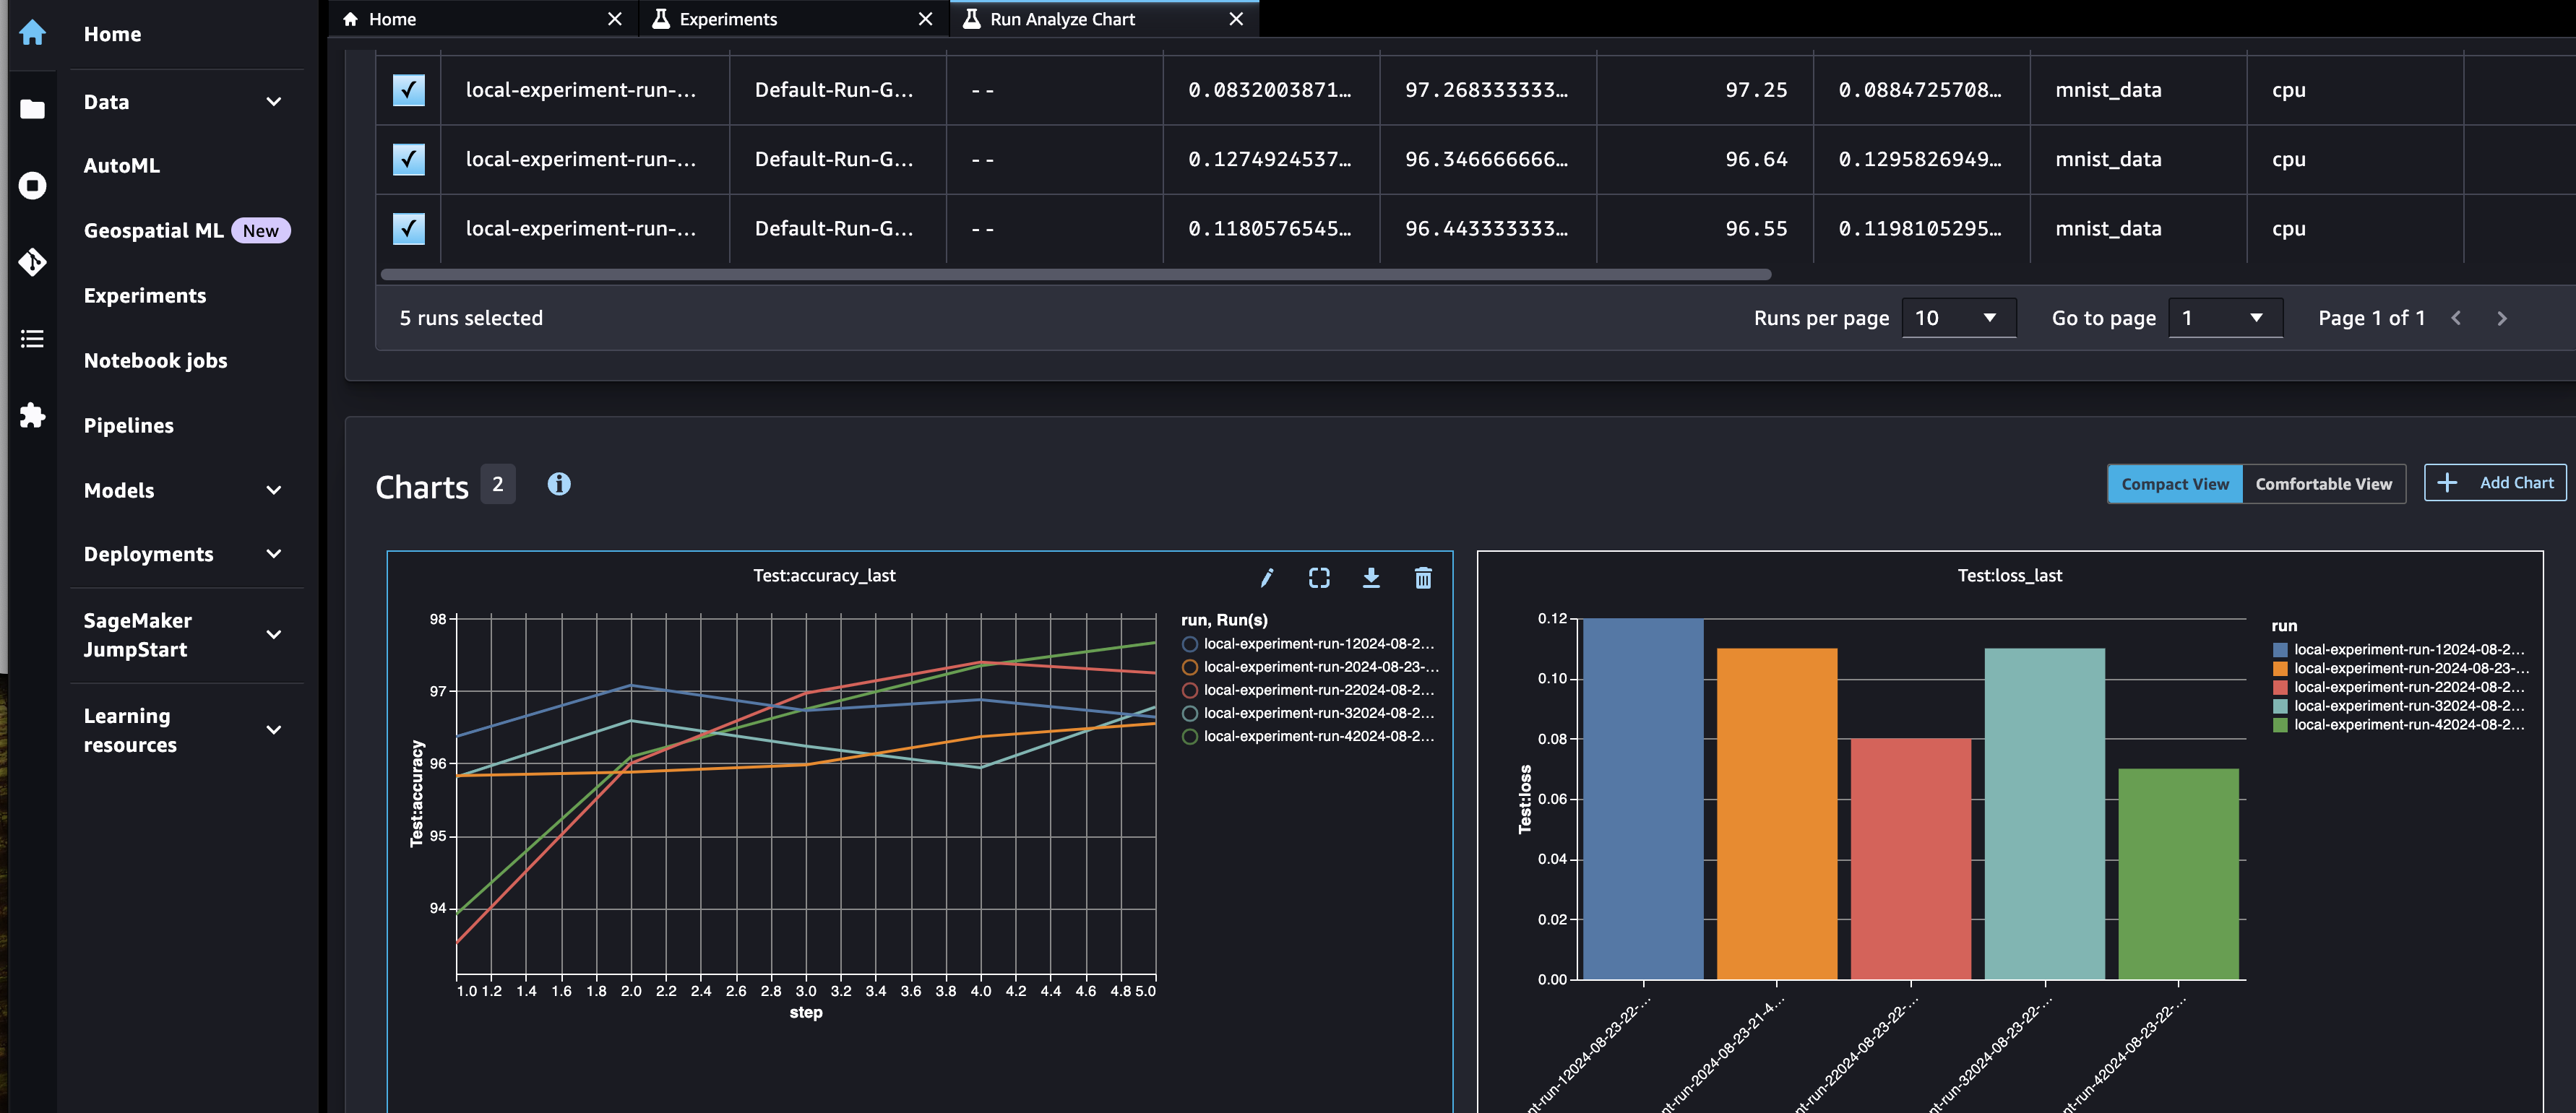 Home
Data
AutoML
Geospatial ML New
Experiments
Notebook jobs
Pipelines
Models
Deployments
SageMaker
JumpStart
Learning
resources
Home
Experiments
Run Analyze Chart
local-experiment-run-... Default-Run-G... -- 0.0832003871... 97.268333333... 97.25 0.0884725708... mnist_data cpu
local-experiment-run-... Default-Run-G... -- 0.1274924537... 96.346666666... 96.64 0.1295826949... mnist_data cpu
local-experiment-run-... Default-Run-G... -- 0.1180576545... 96.443333333... 96.55 0.1198105295... mnist_data cpu
5 runs selected
Runs per page 10 Go to page 1 Page 1 of 1
Charts 2
Compact View Comfortable View Add Chart
Test:accuracy_last
98
97
96
95
94
Test:accuracy
1.0 1.2 1.4 1.6 1.8 2.0 2.2 2.4 2.6 2.8 3.0 3.2 3.4 3.6 3.8 4.0 4.2 4.4 4.6 4.8 5.0
step
run, Run(s)
local-experiment-run-12024-08-2...
local-experiment-run-2024-08-23-...
local-experiment-run-22024-08-2...
local-experiment-run-32024-08-2...
local-experiment-run-42024-08-2...
Test:loss_last
0.12
0.10
0.08
0.06
0.04
0.02
0.00
Test:loss
nt-run-12024-08-23-22-...
nt-run-2024-08-23-21-4...
nt-run-22024-08-23-22-...
nt-run-32024-08-23-22-...
nt-run-42024-08-23-22-...
run
local-experiment-run-12024-08-2...
local-experiment-run-2024-08-23-...
local-experiment-run-22024-08-2...
local-experiment-run-32024-08-2...
local-experiment-run-42024-08-2...